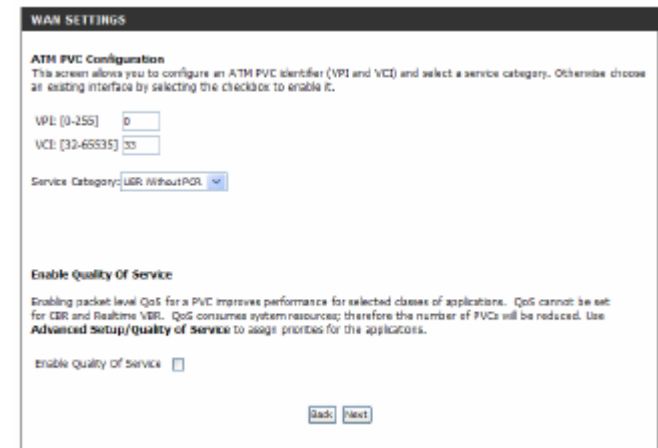 WAN SETTINGS
ATM PVC Configuration
This screen allows you to configure an ATM PVC identifier (VPI and VCI) and select a service category. Otherwise choose
an existing interface by selecting the checkbox to enable it.
VPI: [0-255] 0
VCI: [32-65535] 33
Service Category: UBR Without PCR
Enable Quality Of Service
Enabling packet level QoS for a PVC improves performance for selected classes of applications. QoS cannot be set
for CBR and Realtime VBR. QoS consumes system resources; therefore the number of PVCs will be reduced. Use
Advanced Setup/Quality of Service to assign priorities for the applications.
Enable Quality Of Service
Back Next